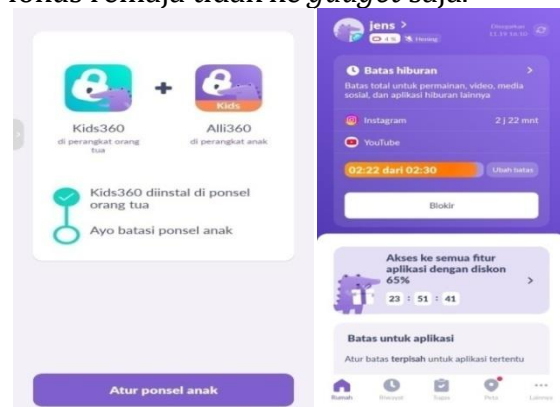 fokus remaja tidak ke gadget saja.
Kids
Kids360
di perangkat orang
tua
+
Alli360
di perangkat anak
Kids360 diinstal di ponsel
orang tua
Ayo batasi ponsel anak
Atur ponsel anak
jens >
4 %
Hening
Disegarkan
Batas hiburan
Batas total untuk permainan, video, media
sosial, dan aplikasi hiburan lainnya
Instagram
2 j 22 mnt
YouTube
02:22 dari 02:30
Ubah batas
Blokir
Akses ke semua fitur
aplikasi dengan diskon
65%
23 : 51 : 41
Batas untuk aplikasi
Atur batas terpisah untuk aplikasi tertentu
Rumah
Riwayat
Tugas
Peta
Lainnya